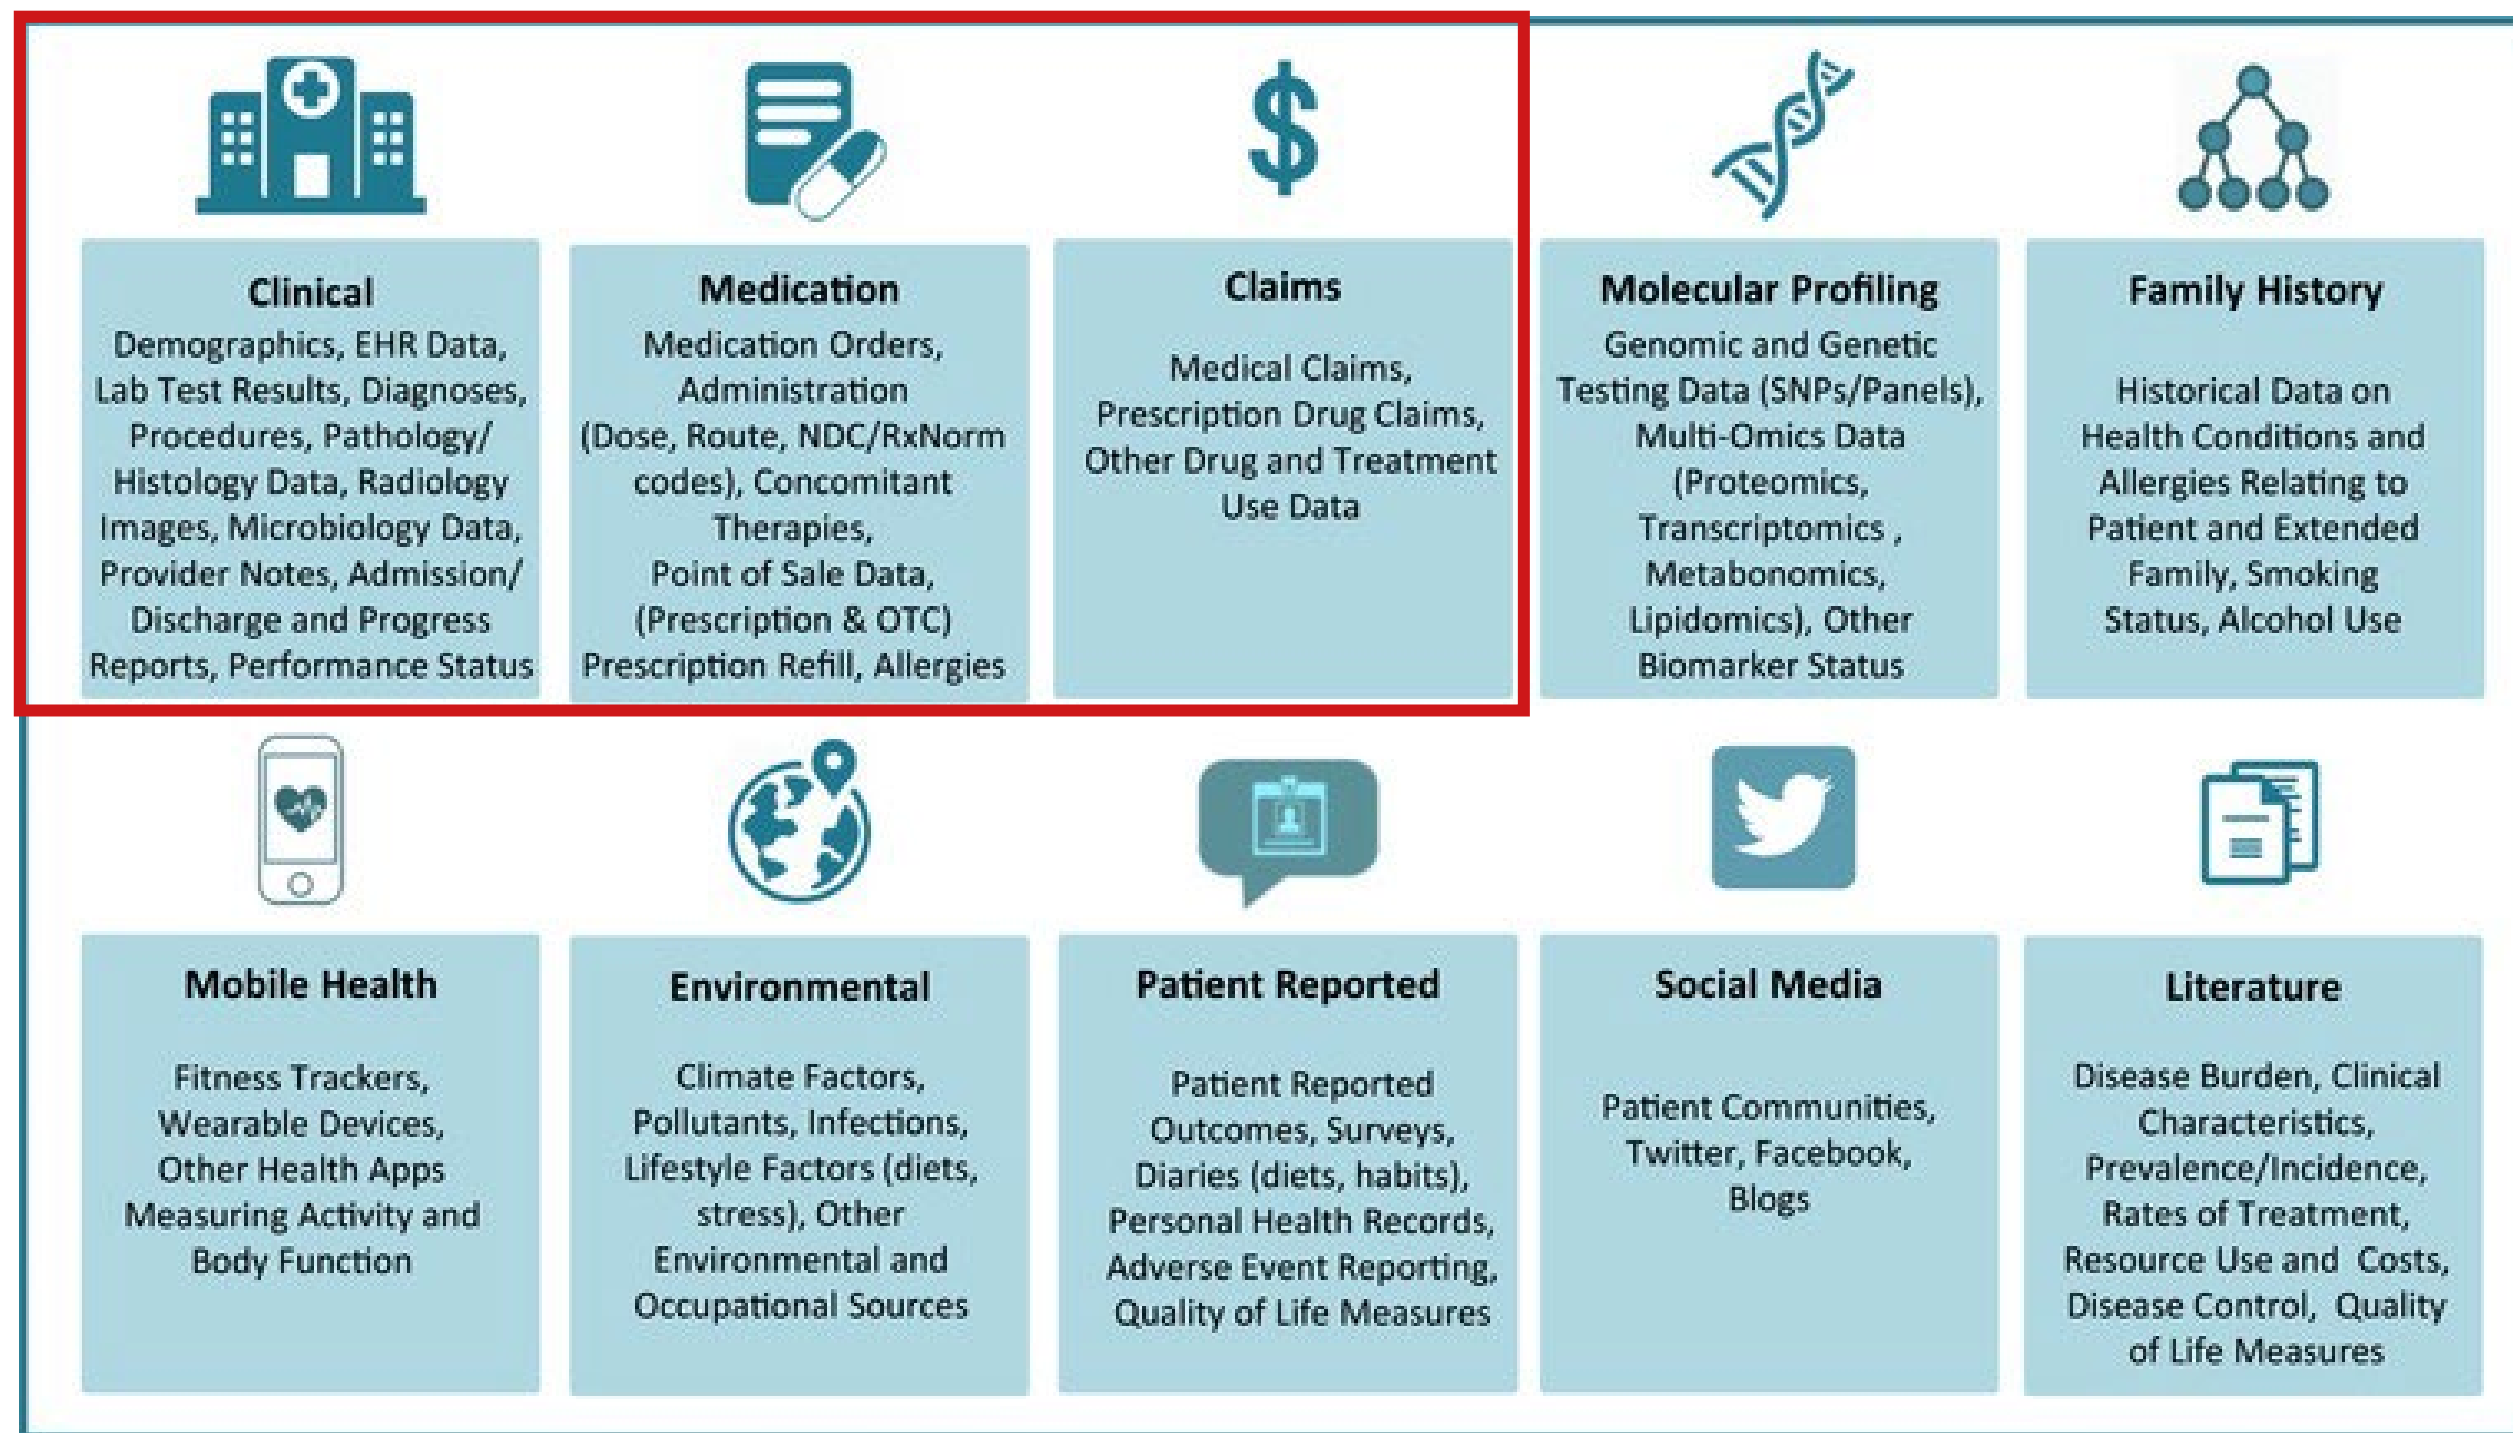 Clinical
Demographics, EHR Data,
Lab Test Results, Diagnoses,
Procedures, Pathology/
Histology Data, Radiology
Images, Microbiology Data,
Provider Notes, Admission/
Discharge and Progress
Reports, Performance Status
Medication
Medication Orders,
Administration
(Dose, Route, NDC/RxNorm
codes), Concomitant
Therapies,
Point of Sale Data,
(Prescription & OTC)
Prescription Refill, Allergies
$
Claims
Medical Claims,
Prescription Drug Claims,
Other Drug and Treatment
Use Data
Molecular Profiling
Genomic and Genetic
Testing Data (SNPs/Panels),
Multi-Omics Data
(Proteomics,
Transcriptomics ,
Metabonomics,
Lipidomics), Other
Biomarker Status
Family History
Historical Data on
Health Conditions and
Allergies Relating to
Patient and Extended
Family, Smoking
Status, Alcohol Use
Mobile Health
Fitness Trackers,
Wearable Devices,
Other Health Apps
Measuring Activity and
Body Function
Environmental
Climate Factors,
Pollutants, Infections,
Lifestyle Factors (diets,
stress), Other
Environmental and
Occupational Sources
Patient Reported
Patient Reported
Outcomes, Surveys,
Diaries (diets, habits),
Personal Health Records,
Adverse Event Reporting,
Quality of Life Measures
Social Media
Patient Communities,
Twitter, Facebook,
Blogs
Literature
Disease Burden, Clinical
Characteristics,
Prevalence/Incidence,
Rates of Treatment,
Resource Use and Costs,
Disease Control, Quality
of Life Measures